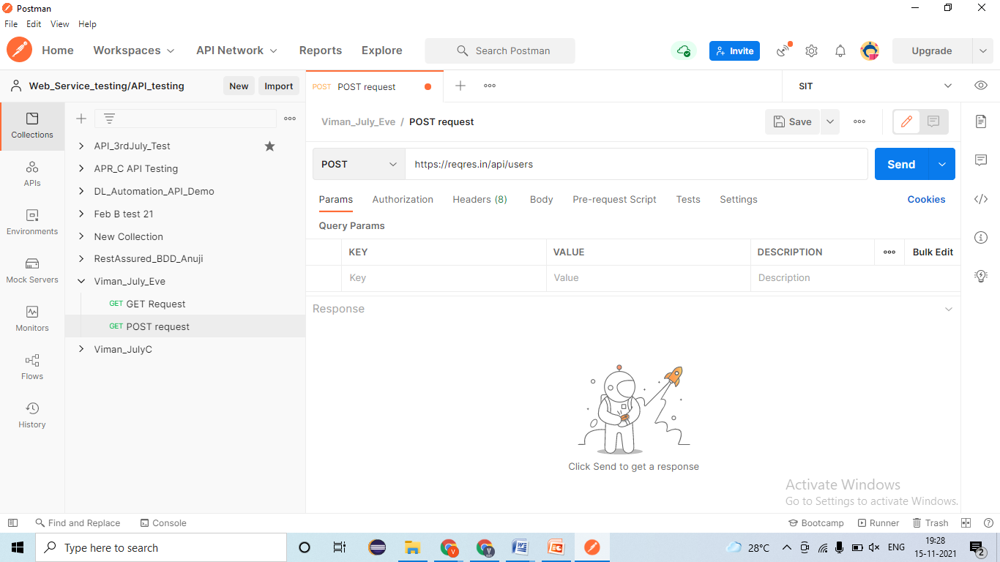 Postman
File Edit View Help
Home Workspaces API Network Reports Explore Search Postman Invite Upgrade
Web_Service_testing/API_testing New Import POST POST request SIT
Collections
APIs
Environments
Mock Servers
Monitors
Flows
History
API_3rdJuly_Test
APR_C API Testing
DL_Automation_API_Demo
Feb B test 21
New Collection
RestAssured_BDD_Anuji
Viman_July_Eve
GET GET Request
GET POST request
Viman_JulyC
Viman_July_Eve / POST request Save
POST https://reqres.in/api/users Send
Params Authorization Headers (8) Body Pre-request Script Tests Settings Cookies
Query Params
KEY VALUE DESCRIPTION Bulk Edit
Key Value Description
Response
Click Send to get a response
Activate Windows
Go to Settings to activate Windows.
Find and Replace Console Bootcamp Runner Trash
Type here to search 28°C ENG 19:28
15-11-2021 2